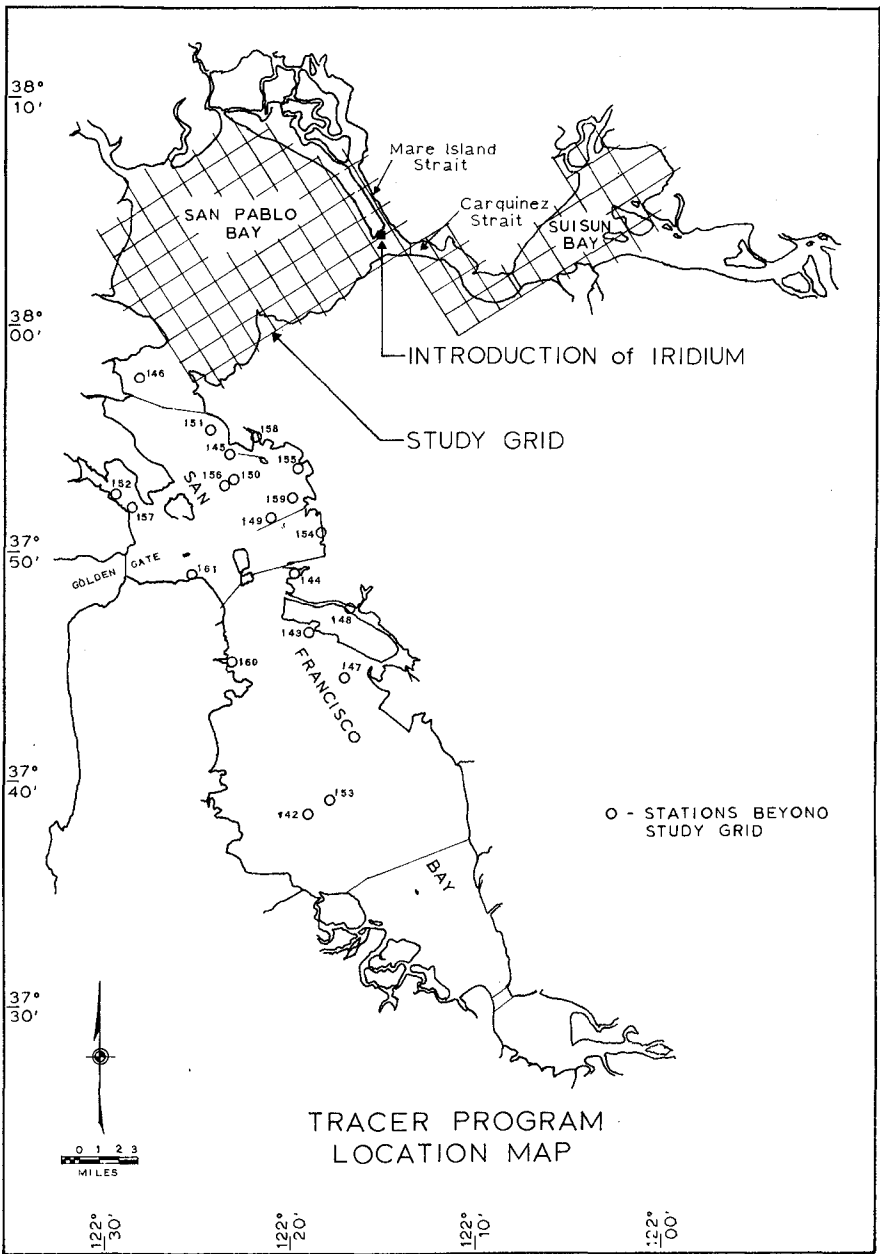 38°
10'
Mare Island
Strait
Carquinez
Strait
SAN PABLO
BAY
SUISUN
BAY
38°
00'
INTRODUCTION of IRIDIUM
146
STUDY GRID
151
158
145
155
SAN
156
150
152
159
157
149
154
37°
50'
GOLDEN GATE
161
144
148
143
160
FRANCISCO
147
37°
40'
153
142
O - STATIONS BEYOND
STUDY GRID
BAY
37°
30'
TRACER PROGRAM
LOCATION MAP
0 1 2 3
MILES
122°
30'
122°
20'
122°
10'
122°
00'